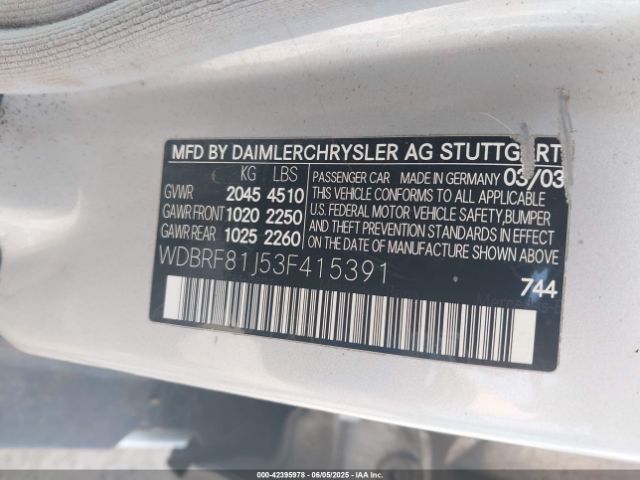 MFD BY DAIMLERCHRYSLER AG STUTTGART
KG LBS
GVWR 2045 4510
GAWR FRONT 1020 2250
GAWR REAR 1025 2260
PASSENGER CAR MADE IN GERMANY 03/03
THIS VEHICLE CONFORMS TO ALL APPLICABLE
U.S. FEDERAL MOTOR VEHICLE SAFETY,BUMPER
AND THEFT PREVENTION STANDARDS IN EFFECT
ON THE DATE OF MANUFACTURE SHOWN ABOVE
WDBRF81J53F415391
744
000-42395978 - 06/05/2025 - IAAI.COM